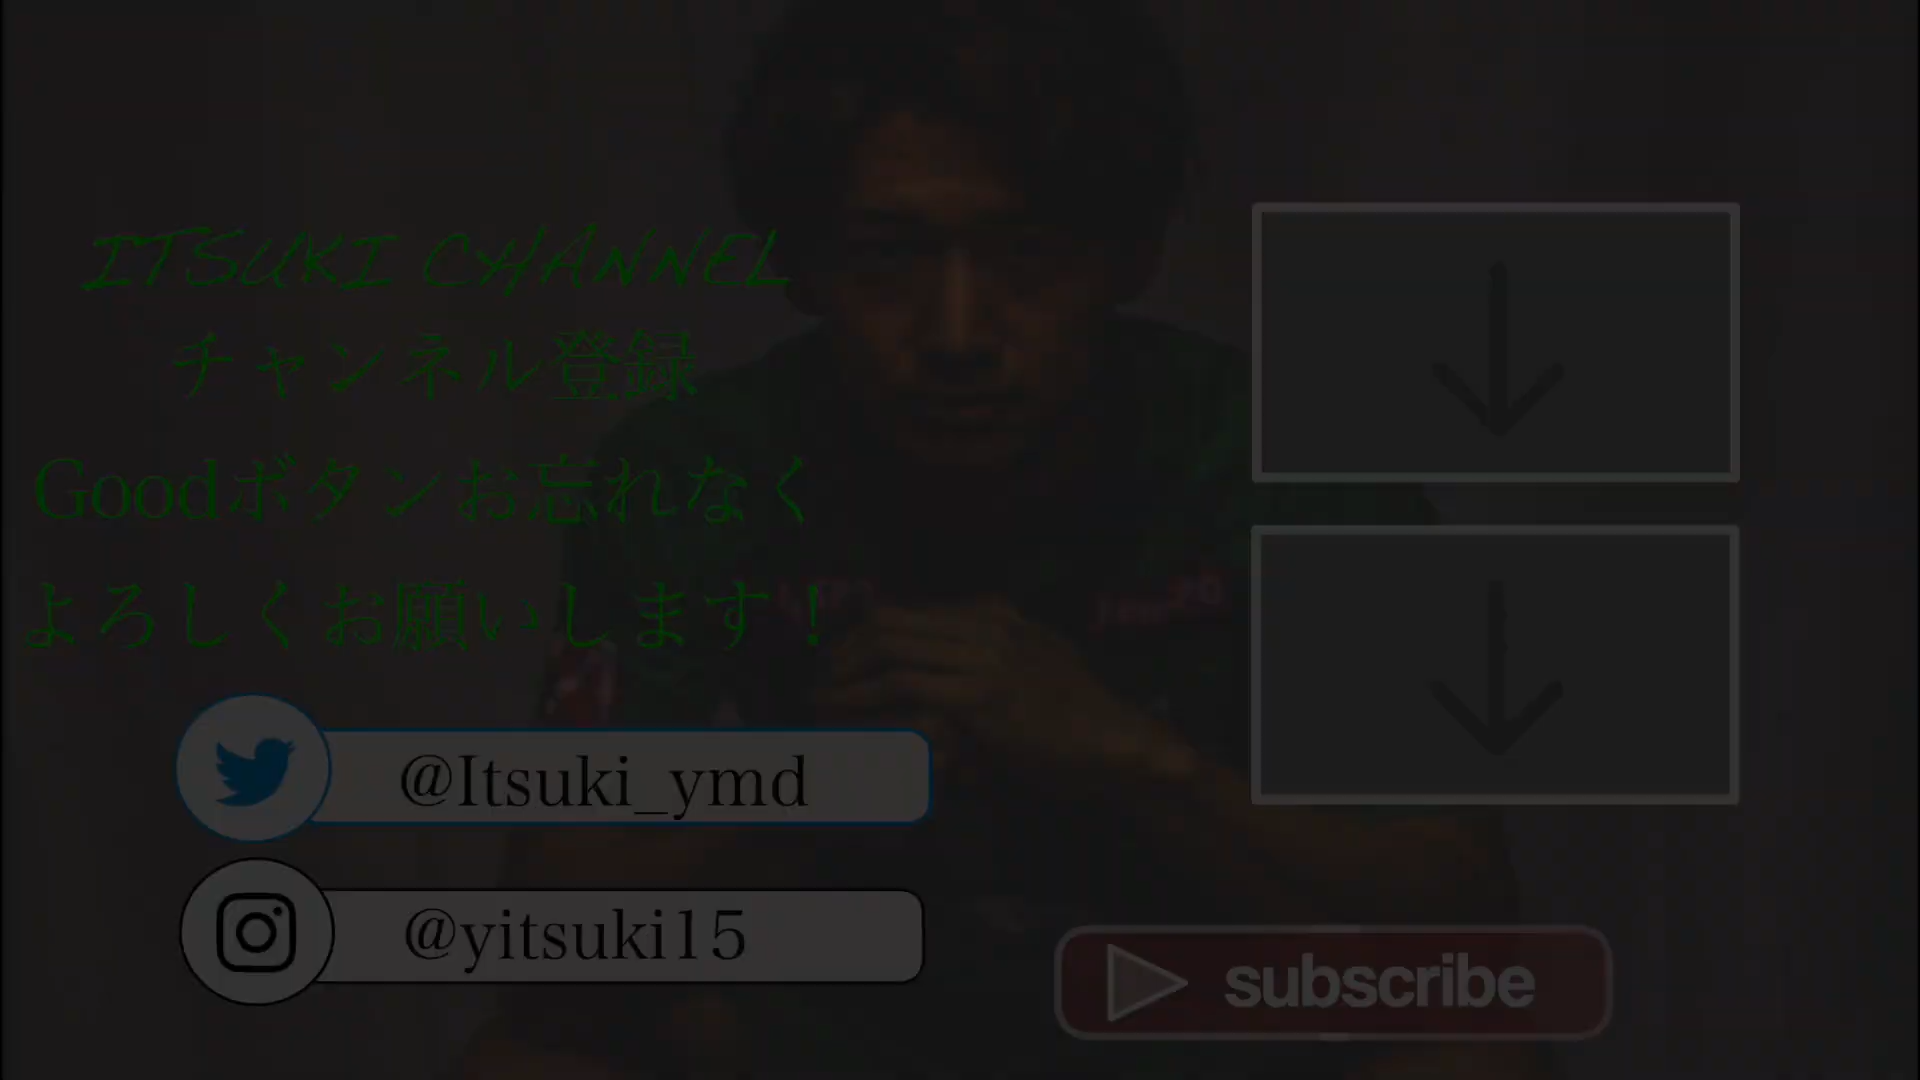 ITSUKI CHANNEL
チャンネル登録
Goodボタンお忘れなく
よろしくお願いします！
@Itsuki_ymd
@yitsuki15
subscribe